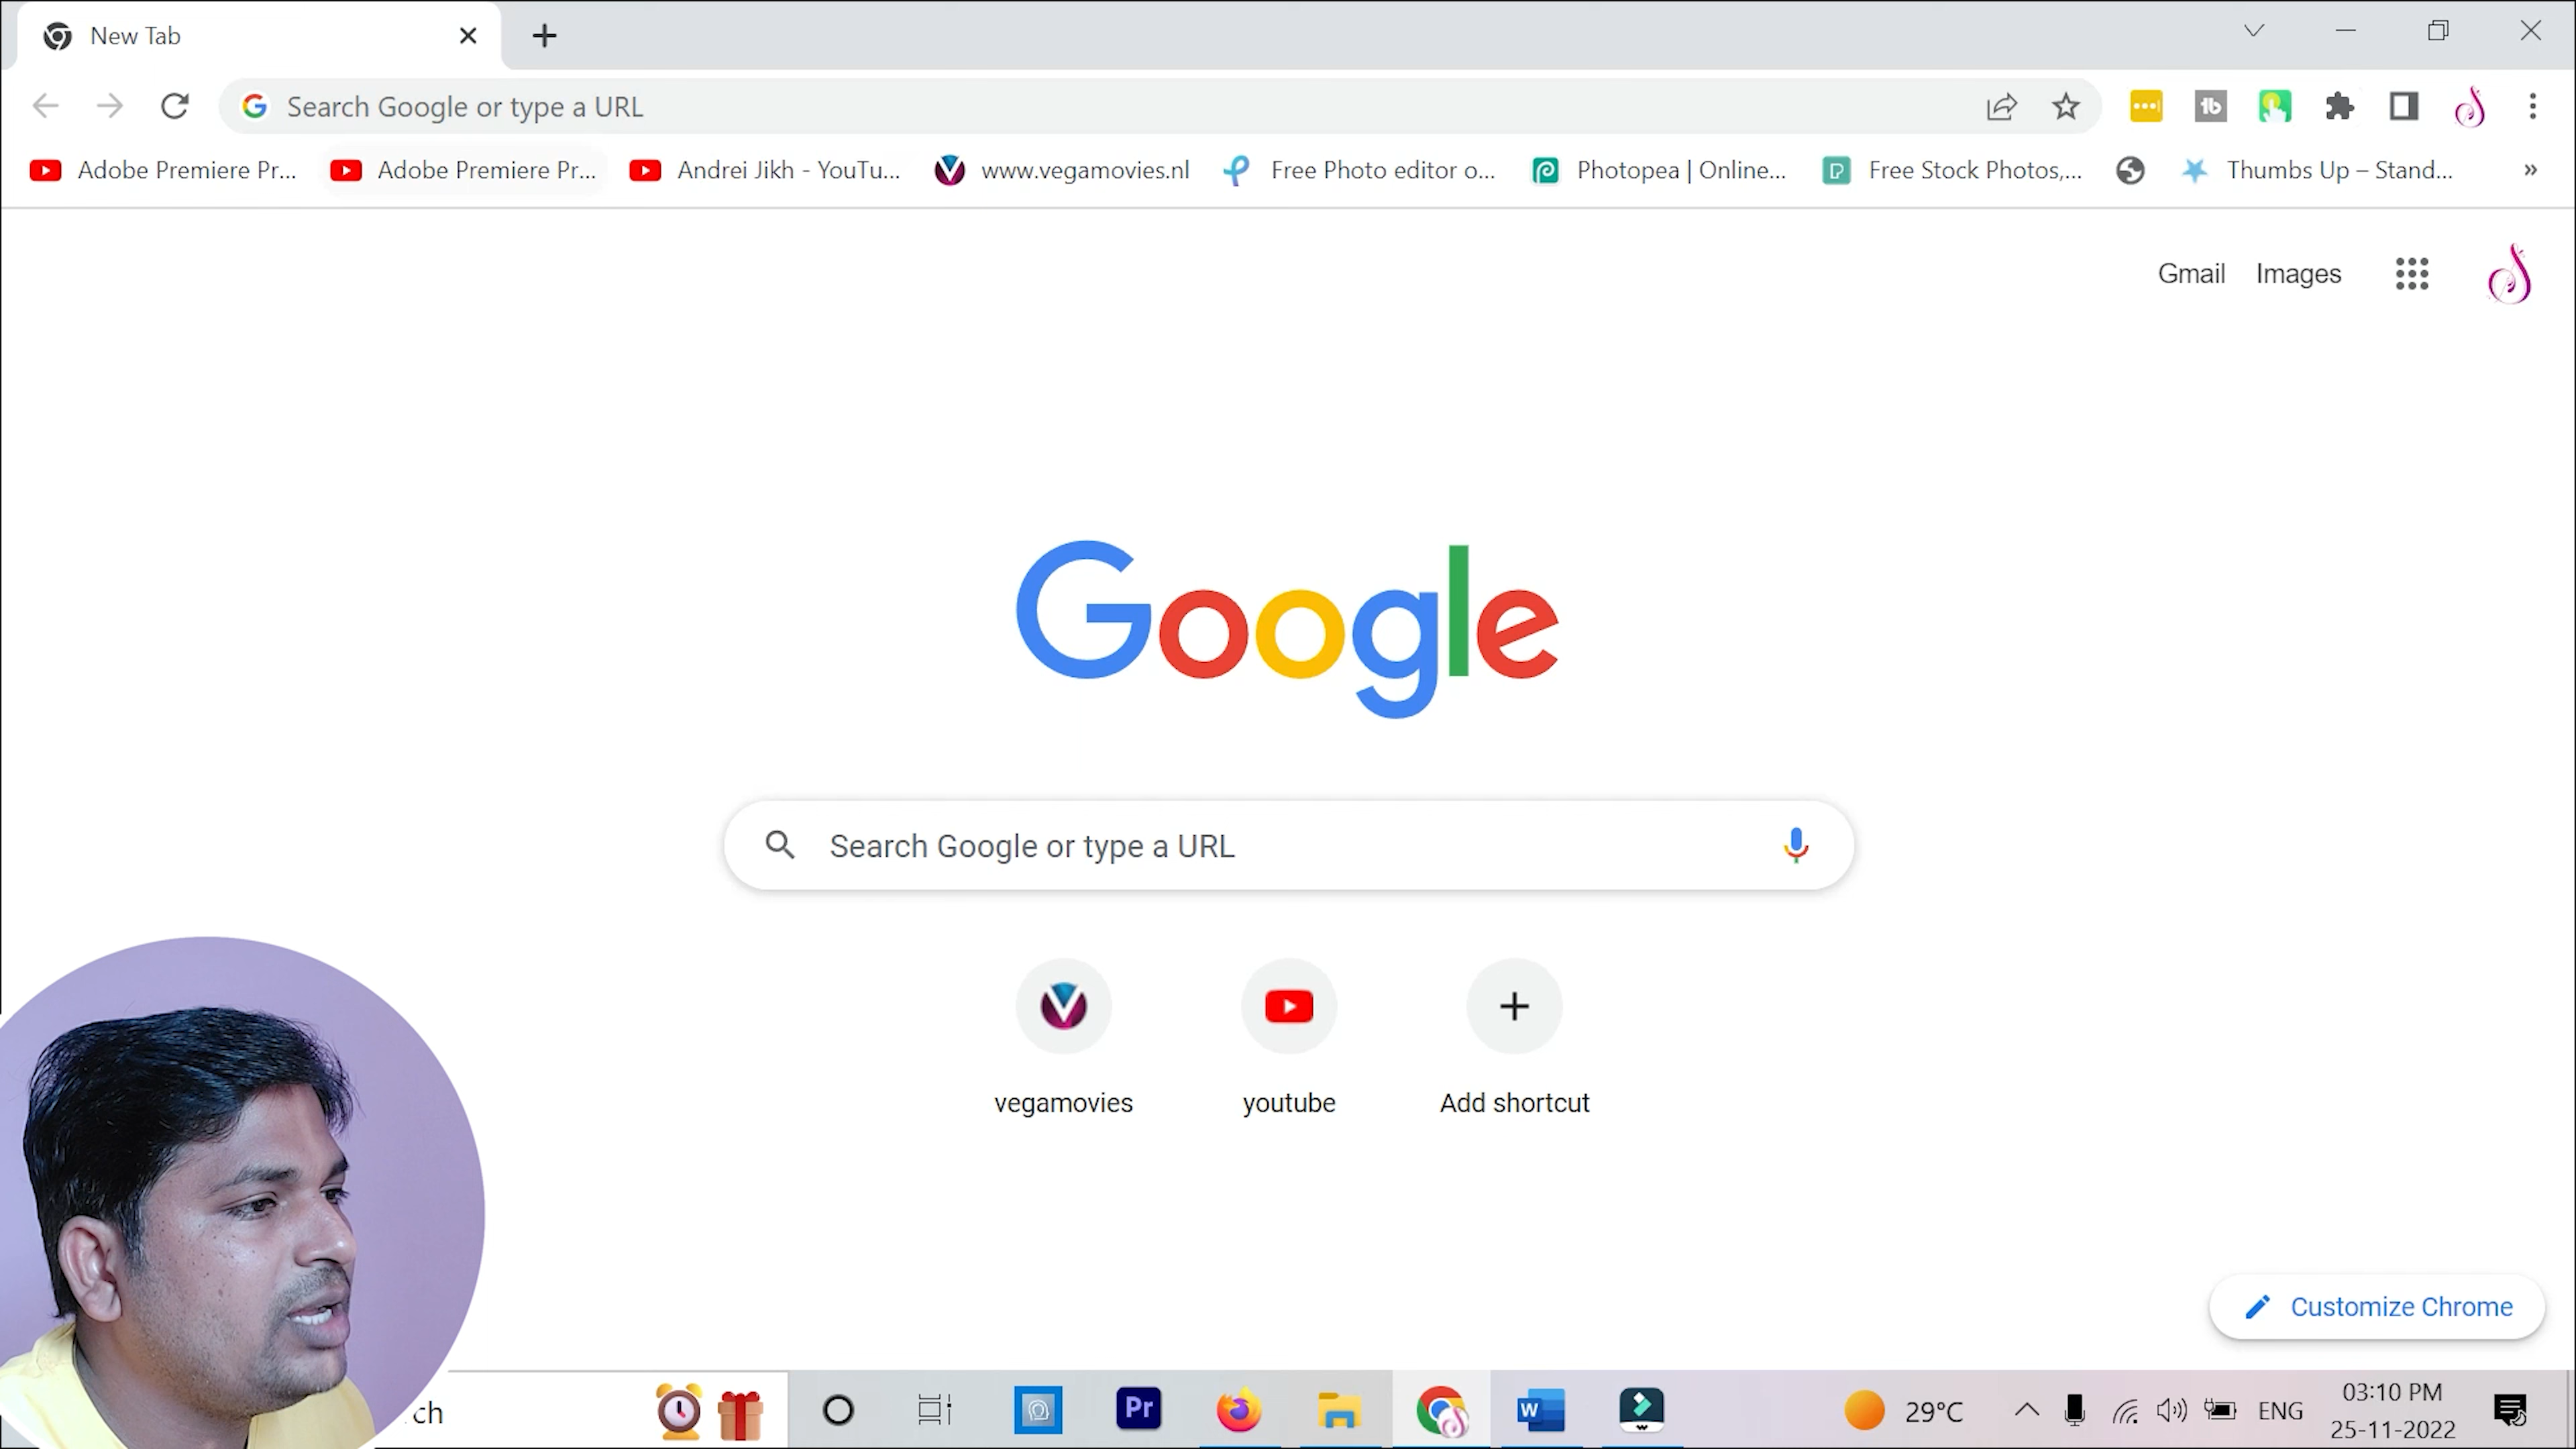 New Tab
Search Google or type a URL
Adobe Premiere Pr... Adobe Premiere Pr... Andrei Jikh - YouTu... www.vegamovies.nl Free Photo editor o... Photopea | Online... Free Stock Photos,... Thumbs Up – Stand... »
Gmail Images
Google
Search Google or type a URL
vegamovies youtube Add shortcut
Customize Chrome
ch Pr W 29°C ENG 03:10 PM
25-11-2022